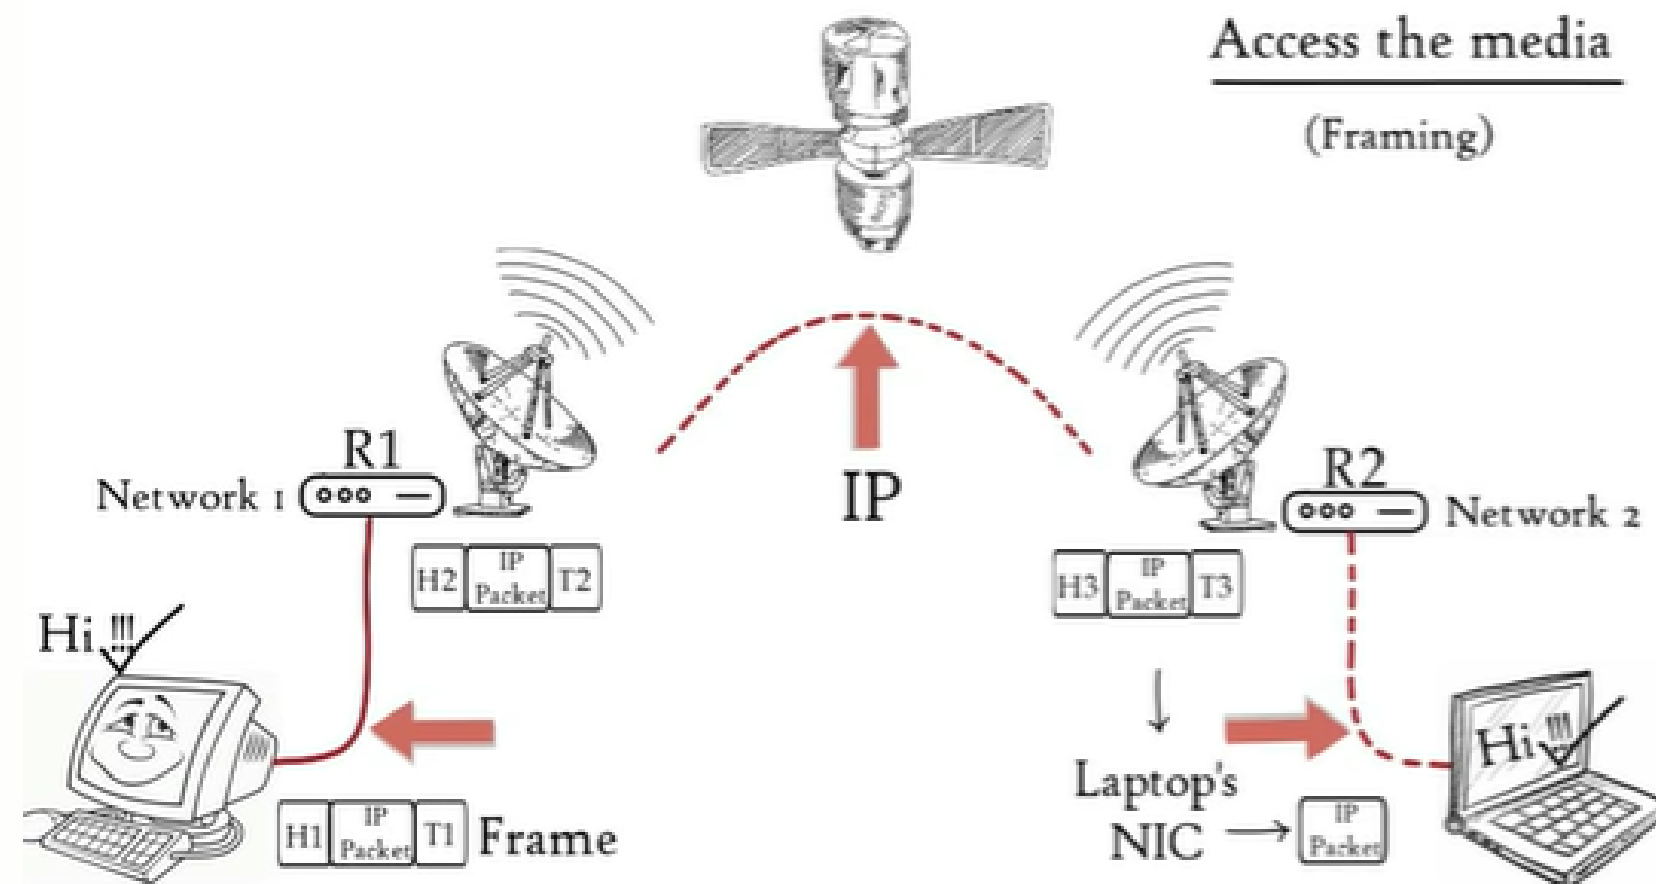 Access the media
(Framing)
R1
Network 1
IP
R2
Network 2
H2 IP Packet T2
H3 IP Packet T3
Hi !!!
Hi !!!
Laptop's
NIC
IP Packet
H1 IP Packet T1 Frame